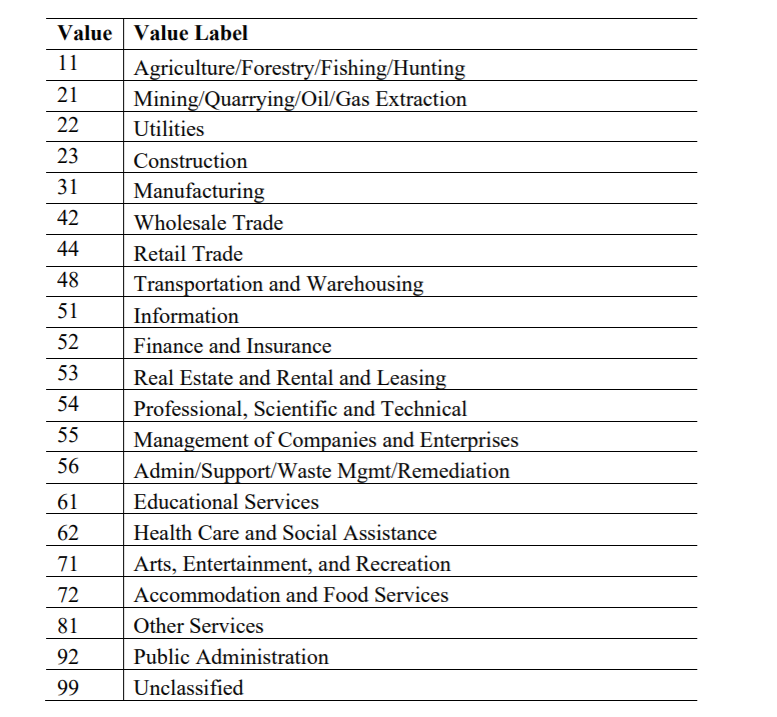 Value Value Label
11 Agriculture/Forestry/Fishing/Hunting
21 Mining/Quarrying/Oil/Gas Extraction
22 Utilities
23 Construction
31 Manufacturing
42 Wholesale Trade
44 Retail Trade
48 Transportation and Warehousing
51 Information
52 Finance and Insurance
53 Real Estate and Rental and Leasing
54 Professional, Scientific and Technical
55 Management of Companies and Enterprises
56 Admin/Support/Waste Mgmt/Remediation
61 Educational Services
62 Health Care and Social Assistance
71 Arts, Entertainment, and Recreation
72 Accommodation and Food Services
81 Other Services
92 Public Administration
99 Unclassified